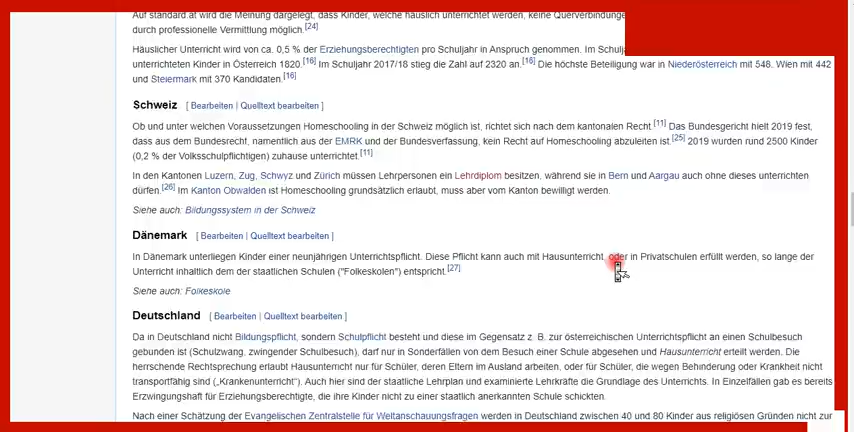 Auf standard.at wird die Meinung dargelegt, dass Kinder, welche häuslich unterrichtet werden, keine Querverbindunge
durch professionelle Vermittlung möglich.[24]
Häuslicher Unterricht wird von ca. 0,5 % der Erziehungsberechtigten pro Schuljahr in Anspruch genommen. Im Schulj
unterrichteten Kinder in Österreich 1820.[16] Im Schuljahr 2017/18 stieg die Zahl auf 2320 an.[16] Die höchste Beteiligung war in Niederösterreich mit 548, Wien mit 442
und Steiermark mit 370 Kandidaten.[16]
Schweiz [ Bearbeiten | Quelltext bearbeiten ]
Ob und unter welchen Voraussetzungen Homeschooling in der Schweiz möglich ist, richtet sich nach dem kantonalen Recht.[11] Das Bundesgericht hielt 2019 fest,
dass aus dem Bundesrecht, namentlich aus der EMRK und der Bundesverfassung, kein Recht auf Homeschooling abzuleiten ist.[25] 2019 wurden rund 2500 Kinder
(0,2 % der Volksschulpflichtigen) zuhause unterrichtet.[11]
In den Kantonen Luzern, Zug, Schwyz und Zürich müssen Lehrpersonen ein Lehrdiplom besitzen, während sie in Bern und Aargau auch ohne dieses unterrichten
dürfen.[26] Im Kanton Obwalden ist Homeschooling grundsätzlich erlaubt, muss aber vom Kanton bewilligt werden.
Siehe auch: Bildungssystem in der Schweiz
Dänemark [ Bearbeiten | Quelltext bearbeiten ]
In Dänemark unterliegen Kinder einer neunjährigen Unterrichtspflicht. Diese Pflicht kann auch mit Hausunterricht, oder in Privatschulen erfüllt werden, so lange der
Unterricht inhaltlich dem der staatlichen Schulen ("Folkeskolen") entspricht.[27]
Siehe auch: Folkeskole
Deutschland [ Bearbeiten | Quelltext bearbeiten ]
Da in Deutschland nicht Bildungspflicht, sondern Schulpflicht besteht und diese im Gegensatz z. B. zur österreichischen Unterrichtspflicht an einen Schulbesuch
gebunden ist (Schulzwang, zwingender Schulbesuch), darf nur in Sonderfällen von dem Besuch einer Schule abgesehen und Hausunterricht erteilt werden. Die
herrschende Rechtsprechung erlaubt Hausunterricht nur für Schüler, deren Eltern im Ausland arbeiten, oder für Schüler, die wegen Behinderung oder Krankheit nicht
transportfähig sind („Krankenunterricht"). Auch hier sind der staatliche Lehrplan und examinierte Lehrkräfte die Grundlage des Unterrichts. In Einzelfällen gab es bereits
Erzwingungshaft für Erziehungsberechtigte, die ihre Kinder nicht zu einer staatlich anerkannten Schule schickten.
Nach einer Schätzung der Evangelischen Zentralstelle für Weltanschauungsfragen werden in Deutschland zwischen 40 und 80 Kinder aus religiösen Gründen nicht zur